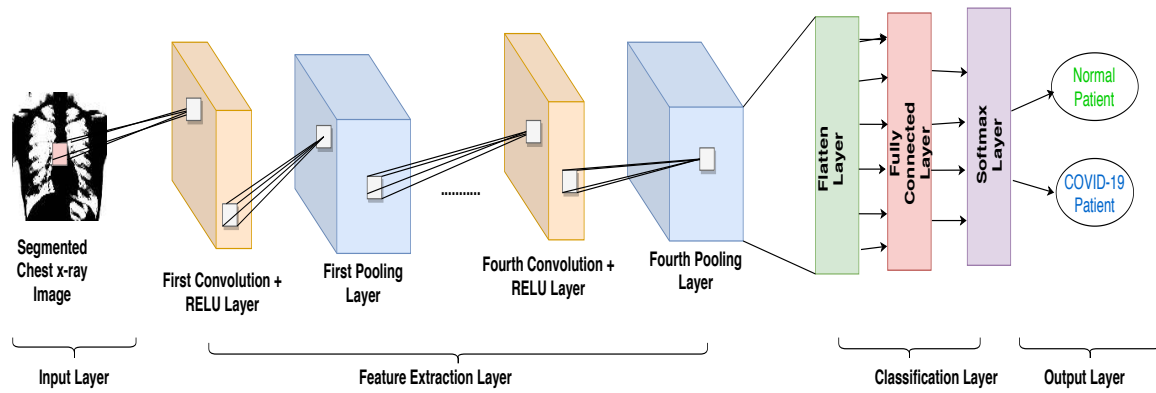 Segmented
Chest x-ray
Image
First Convolution +
RELU Layer
First Pooling
Layer
...........
Fourth Convolution +
RELU Layer
Fourth Pooling
Layer
Flatten
Layer
Fully
Connected
Layer
Softmax
Layer
Normal
Patient
COVID-19
Patient
Input Layer
Feature Extraction Layer
Classification Layer
Output Layer